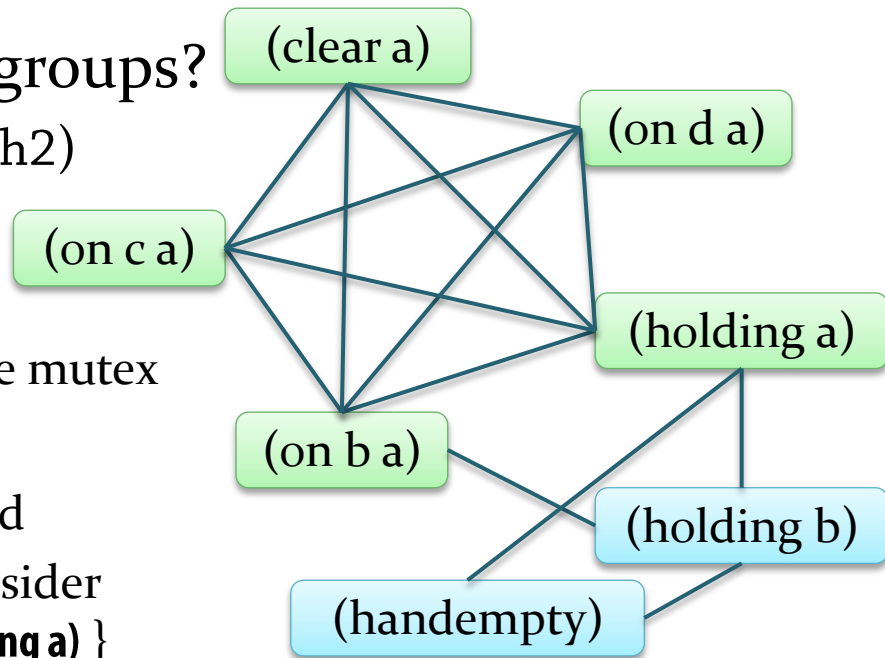 groups?
(clear a)
h2)
(on d a)
(on c a)
(holding a)
e mutex
(on b a)
d
(holding b)
sider
(handempty)
ng a) }